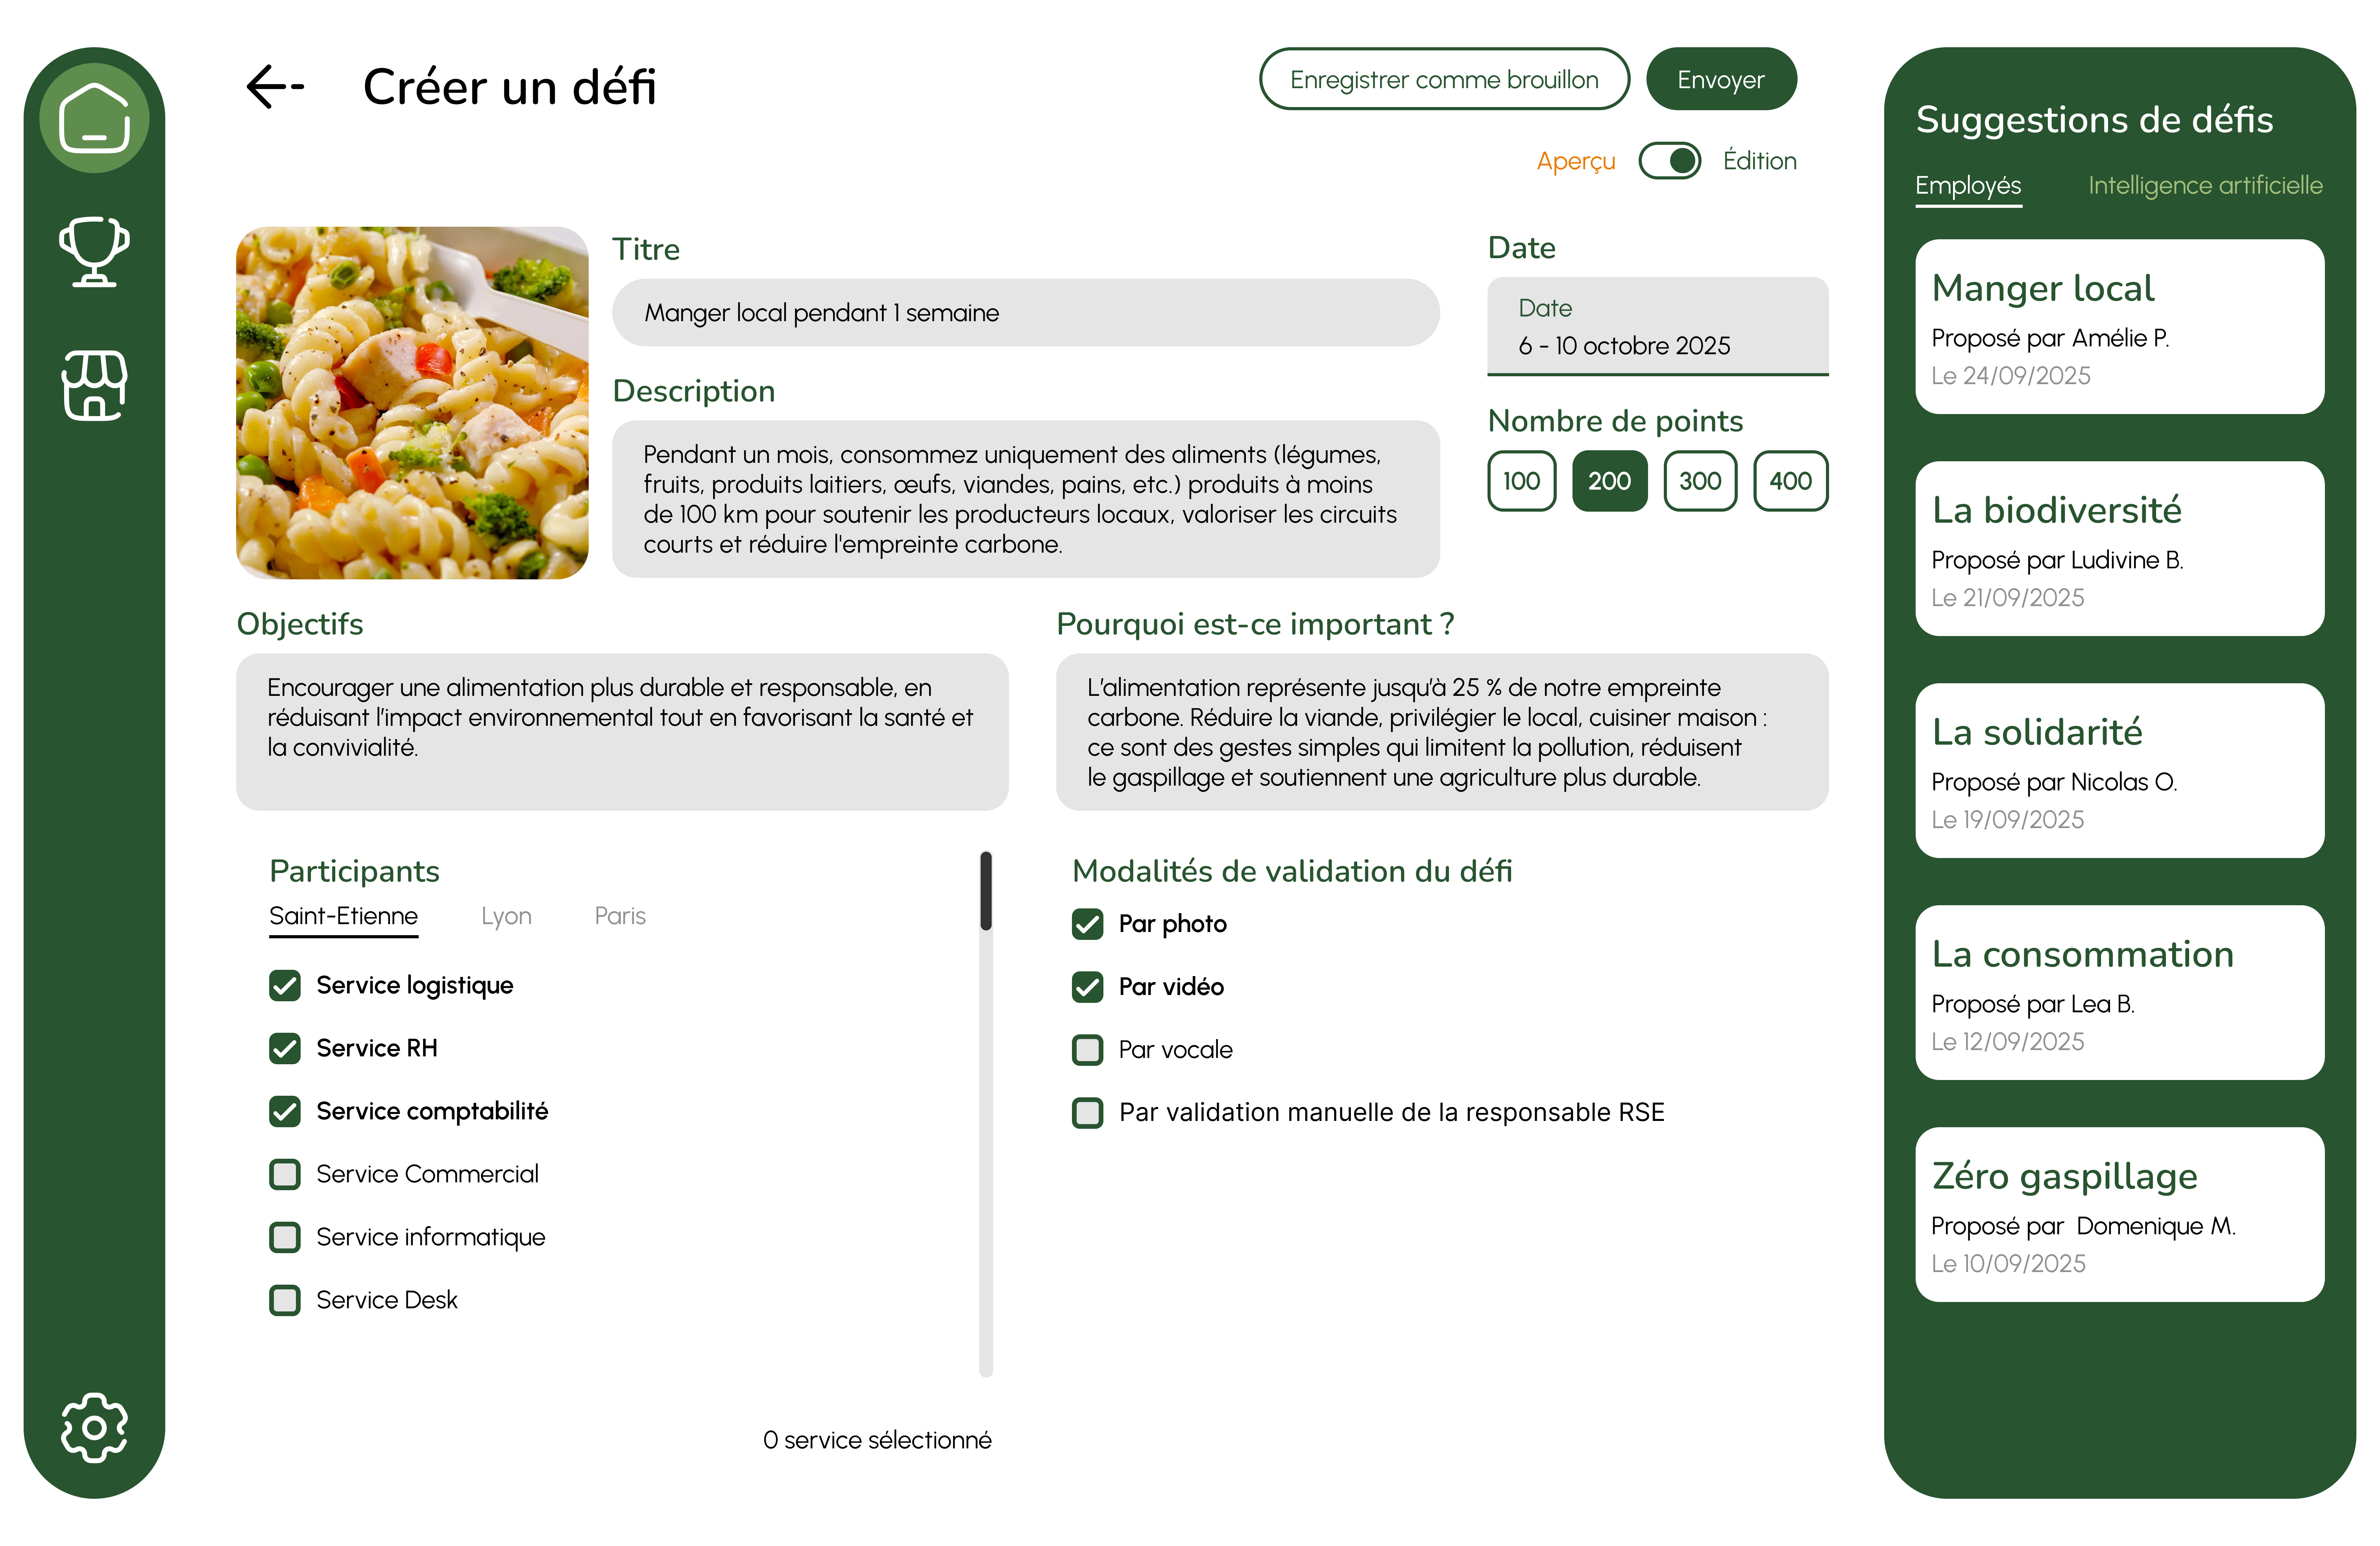 Créer un défi
Enregistrer comme brouillon
Envoyer
Aperçu
Édition
Titre
Manger local pendant 1 semaine
Description
Pendant un mois, consommez uniquement des aliments (légumes,
fruits, produits laitiers, œufs, viandes, pains, etc.) produits à moins
de 100 km pour soutenir les producteurs locaux, valoriser les circuits
courts et réduire l'empreinte carbone.
Date
Date
6 - 10 octobre 2025
Nombre de points
100 200 300 400
Objectifs
Encourager une alimentation plus durable et responsable, en
réduisant l’impact environnemental tout en favorisant la santé et
la convivialité.
Pourquoi est-ce important ?
L’alimentation représente jusqu’à 25 % de notre empreinte
carbone. Réduire la viande, privilégier le local, cuisiner maison :
ce sont des gestes simples qui limitent la pollution, réduisent
le gaspillage et soutiennent une agriculture plus durable.
Participants
Saint-Etienne Lyon Paris
Service logistique
Service RH
Service comptabilité
Service Commercial
Service informatique
Service Desk
0 service sélectionné
Modalités de validation du défi
Par photo
Par vidéo
Par vocale
Par validation manuelle de la responsable RSE
Suggestions de défis
Employés Intelligence artificielle
Manger local
Proposé par Amélie P.
Le 24/09/2025
La biodiversité
Proposé par Ludivine B.
Le 21/09/2025
La solidarité
Proposé par Nicolas O.
Le 19/09/2025
La consommation
Proposé par Lea B.
Le 12/09/2025
Zéro gaspillage
Proposé par  Domenique M.
Le 10/09/2025